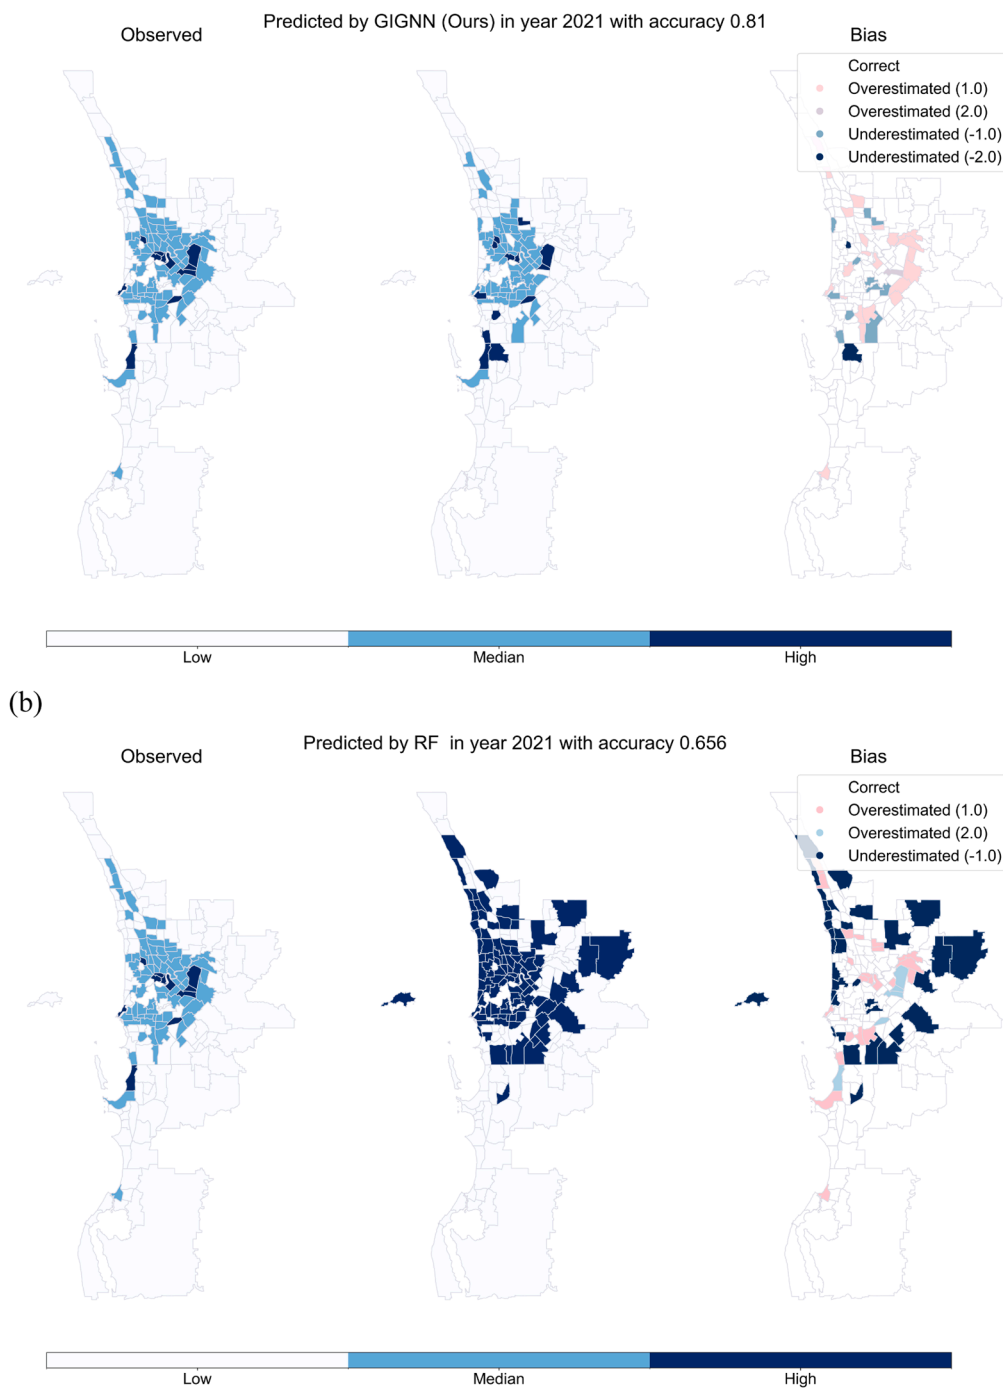 Predicted by GIGNN (Ours) in year 2021 with accuracy 0.81
Observed
Bias
Correct
Overestimated (1.0)
Overestimated (2.0)
Underestimated (-1.0)
Underestimated (-2.0)
Low
Median
High
(b)
Predicted by RF in year 2021 with accuracy 0.656
Observed
Bias
Correct
Overestimated (1.0)
Overestimated (2.0)
Underestimated (-1.0)
Low
Median
High